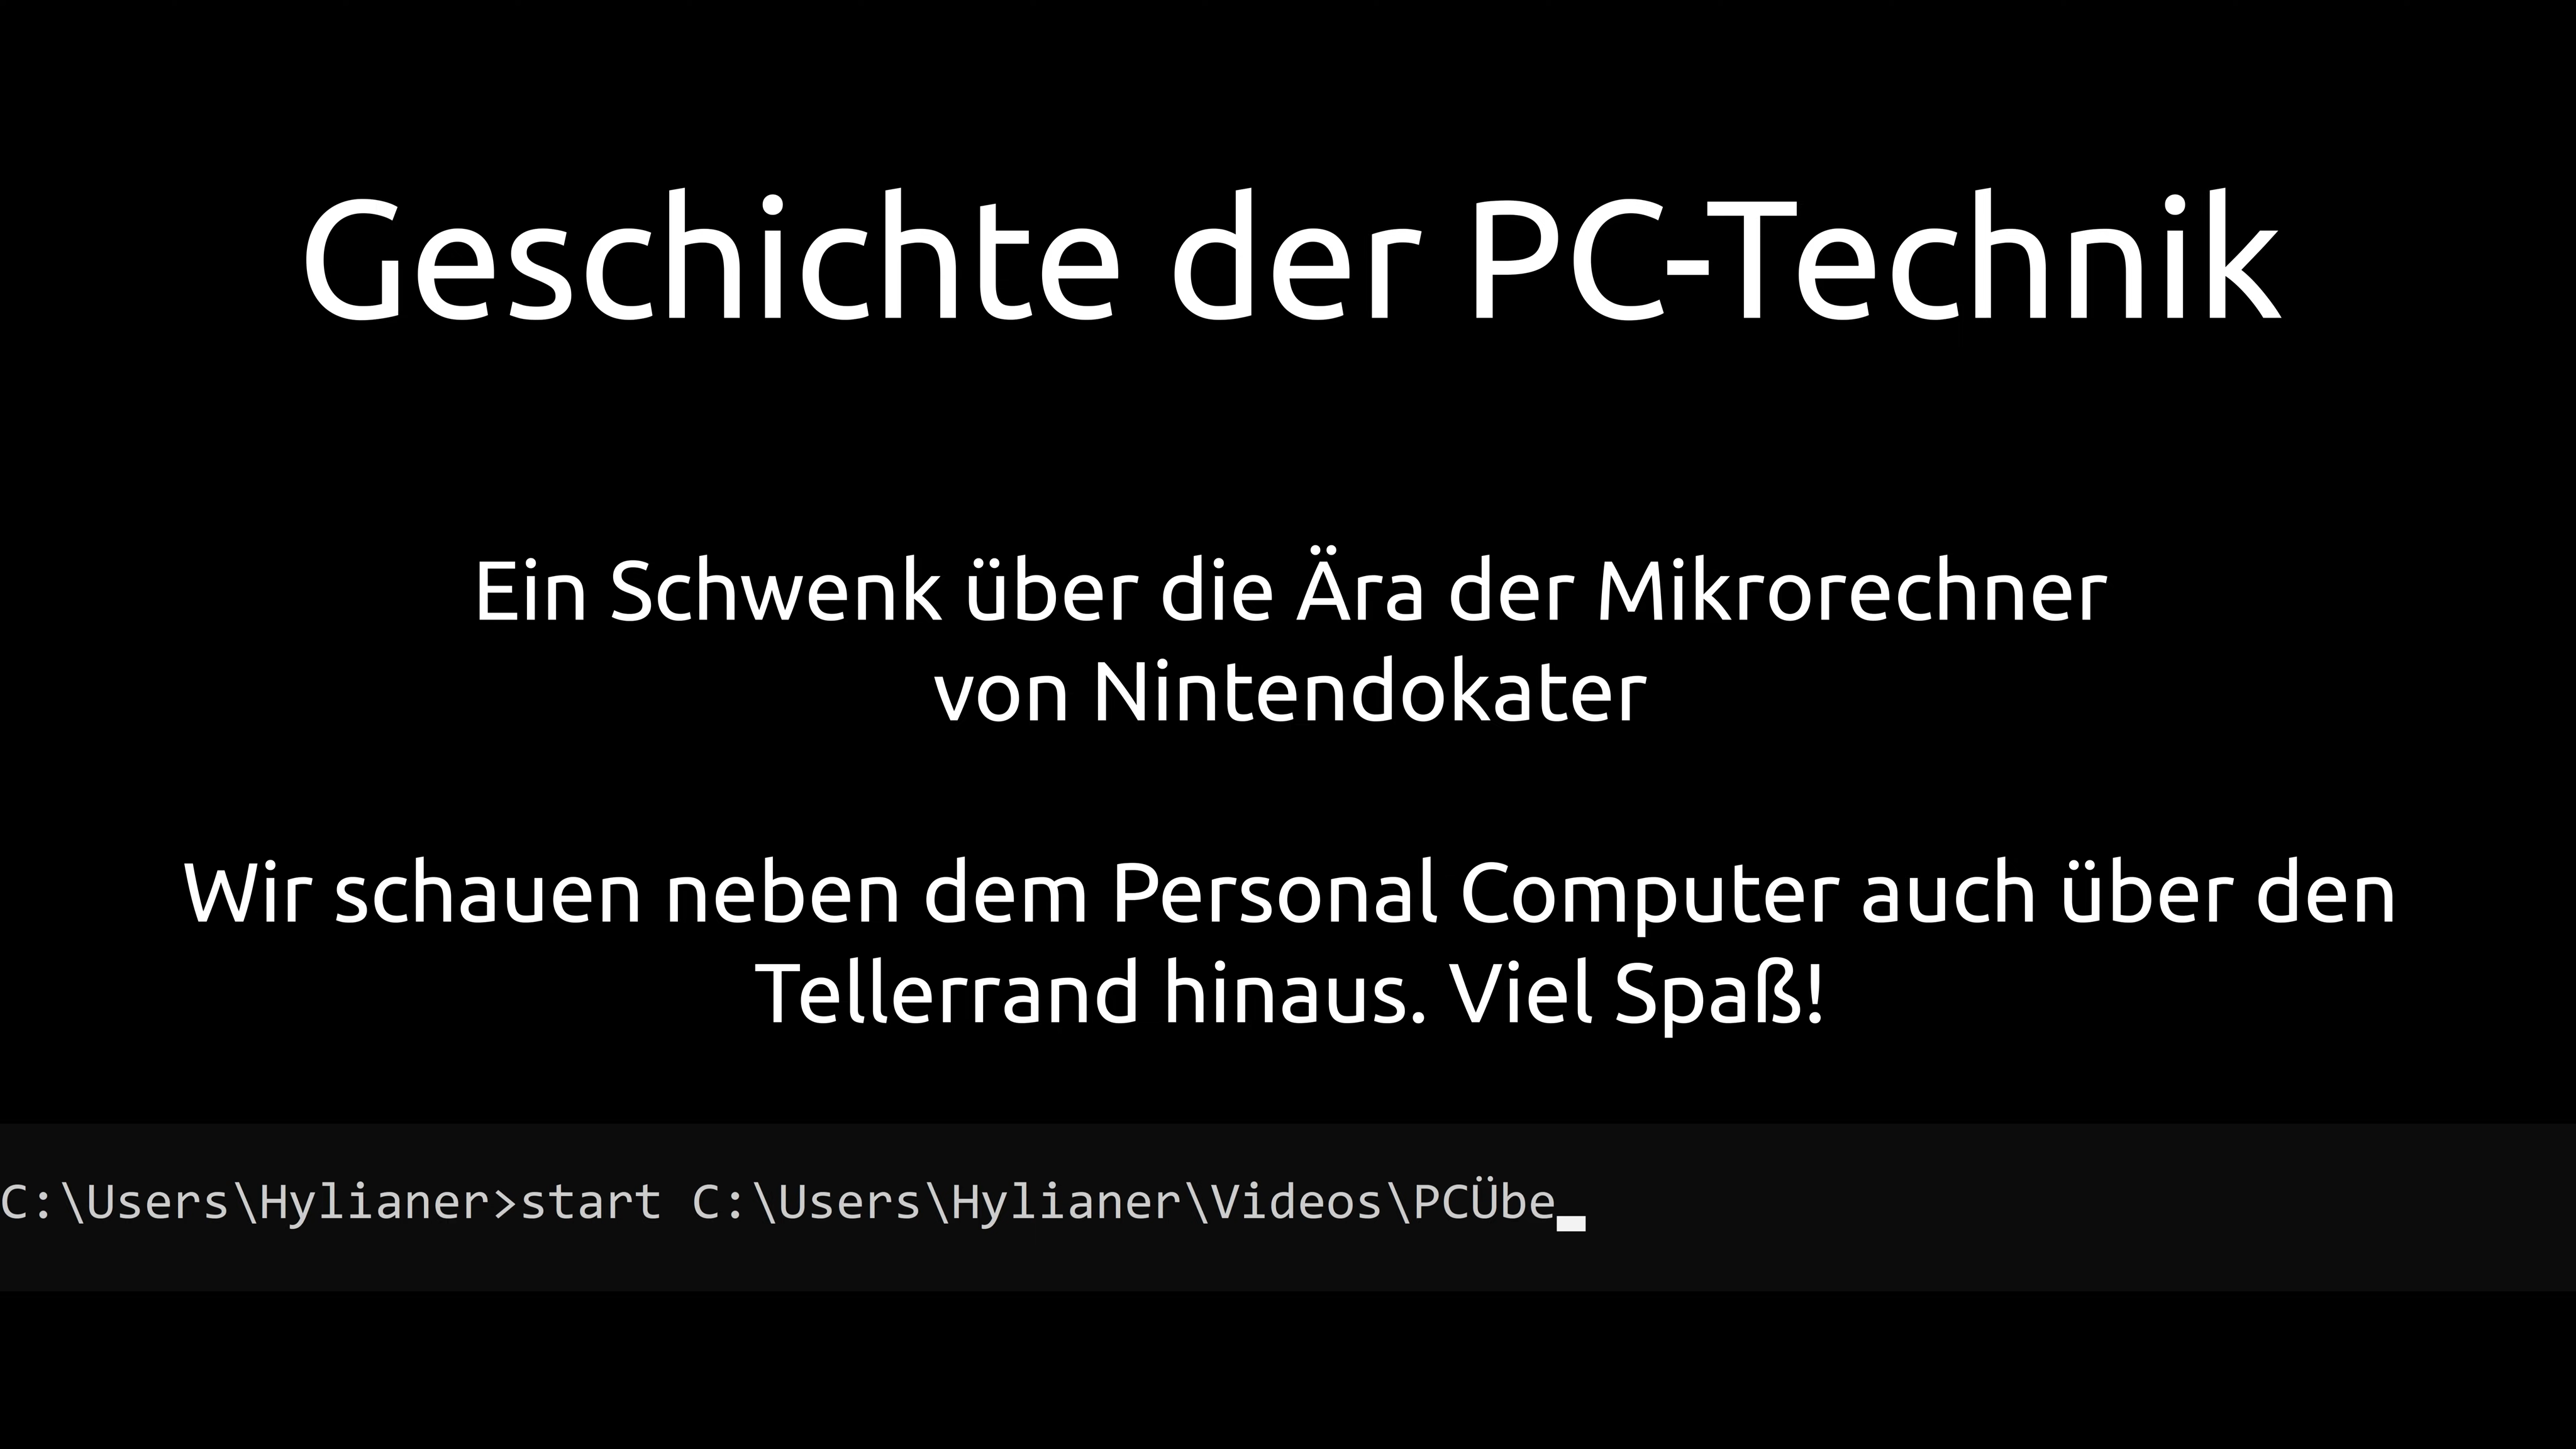 Geschichte der PC-Technik
Ein Schwenk über die Ära der Mikrorechner
von Nintendokater
Wir schauen neben dem Personal Computer auch über den
Tellerrand hinaus. Viel Spaß!
C:\Users\Hylianer>start C:\Users\Hylianer\Videos\PCÜbe